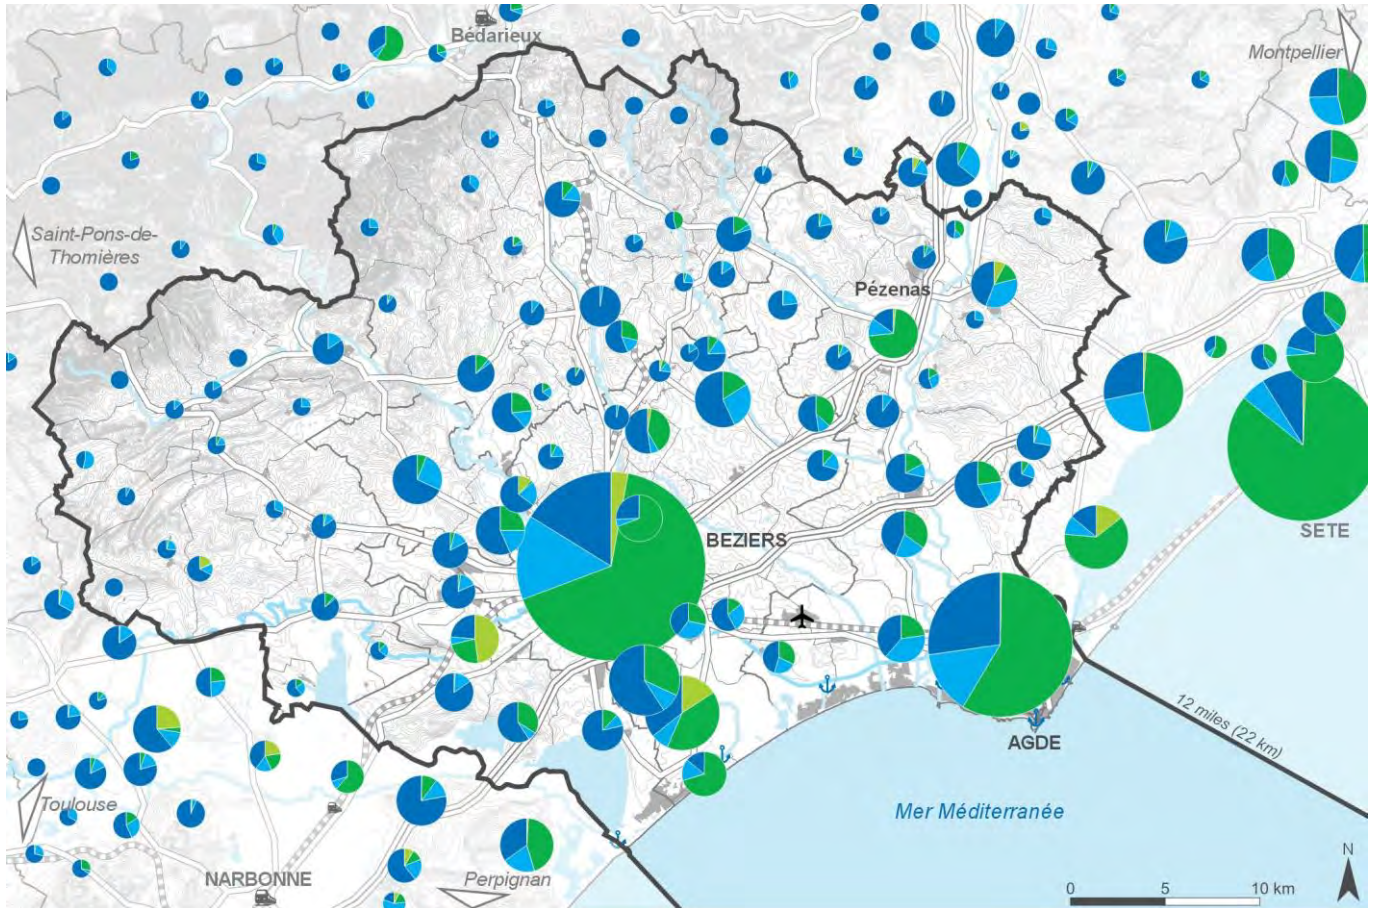 Bédarieux
Montpellier
Saint-Pons-de-
Thomières
Pézenas
BEZIERS
SETE
12 miles (22 km)
AGDE
Toulouse
Mer Méditerranée
NARBONNE
Perpignan
N
0 5 10 km